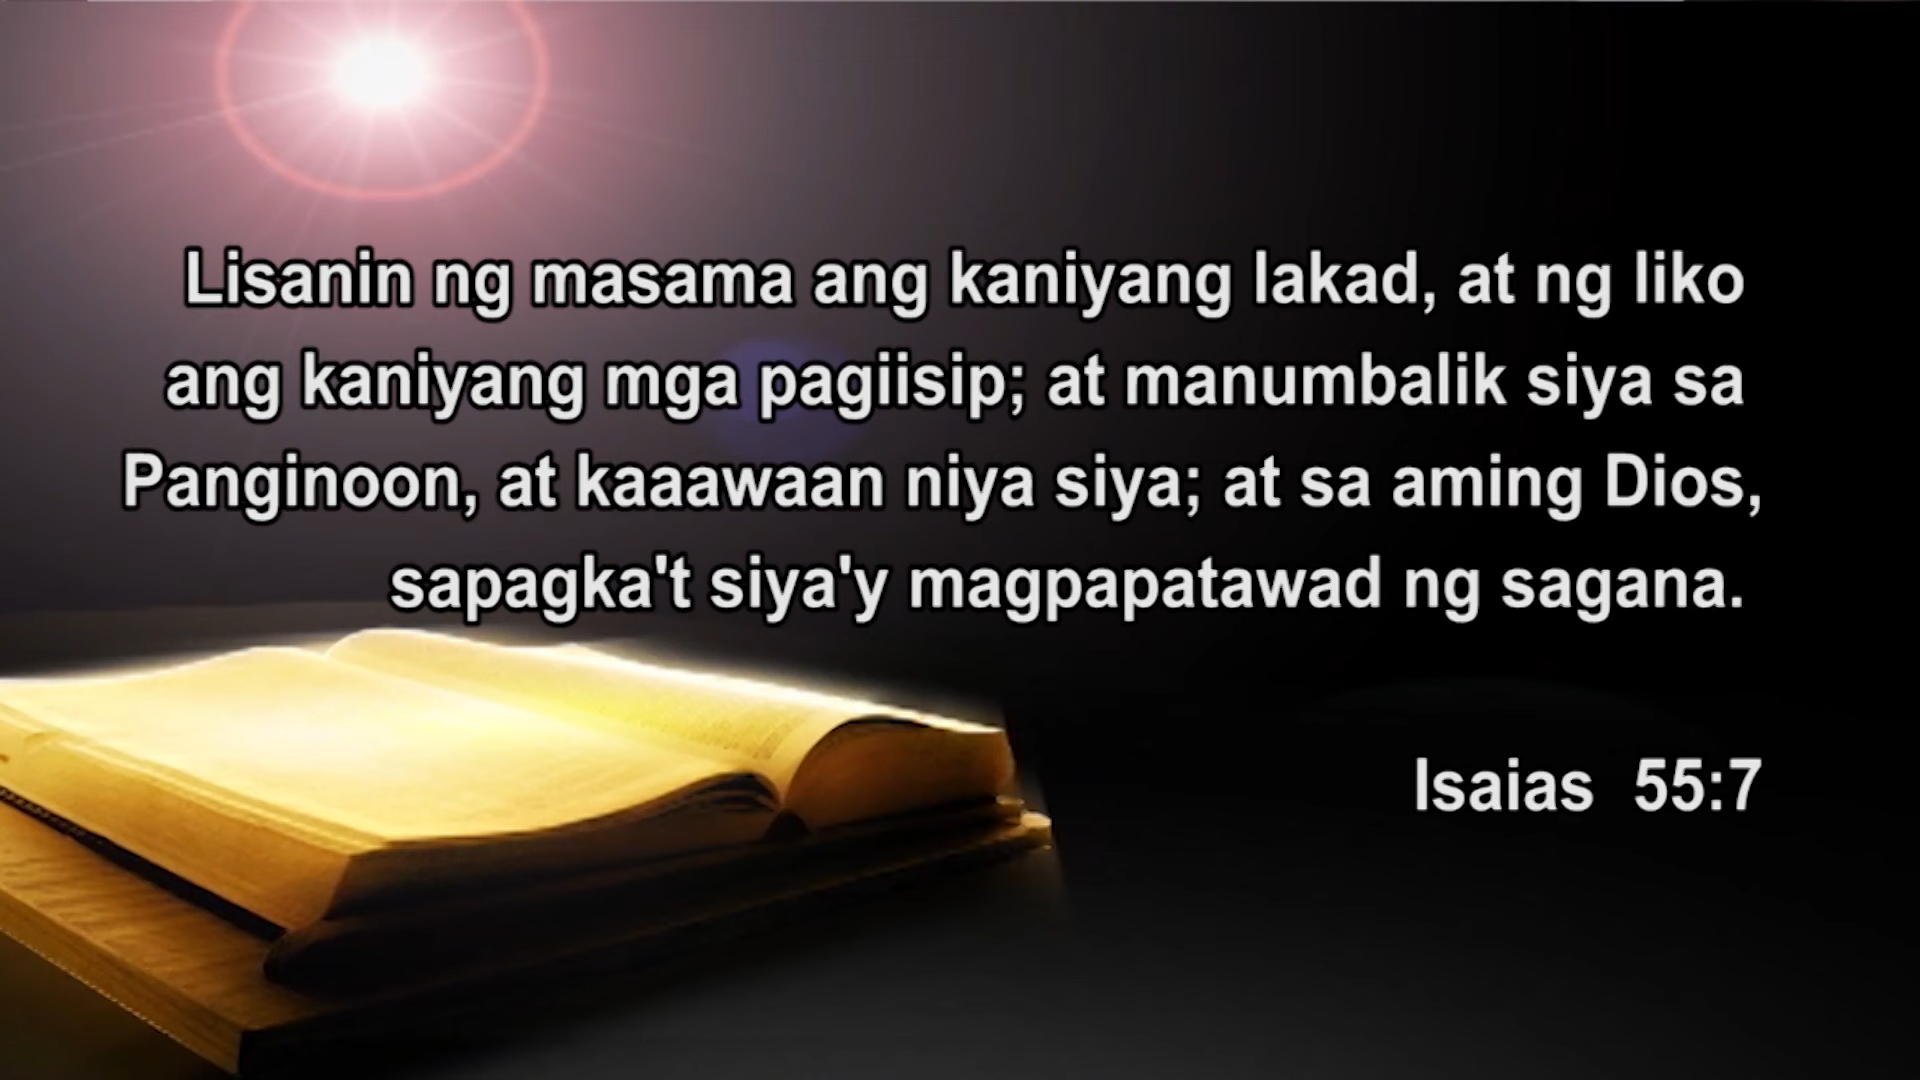 Lisanin ng masama ang kaniyang lakad, at ng liko
ang kaniyang mga pagiisip; at manumbalik siya sa
Panginoon, at kaaawaan niya siya; at sa aming Dios,
sapagka't siya'y magpapatawad ng sagana.
Isaias 55:7